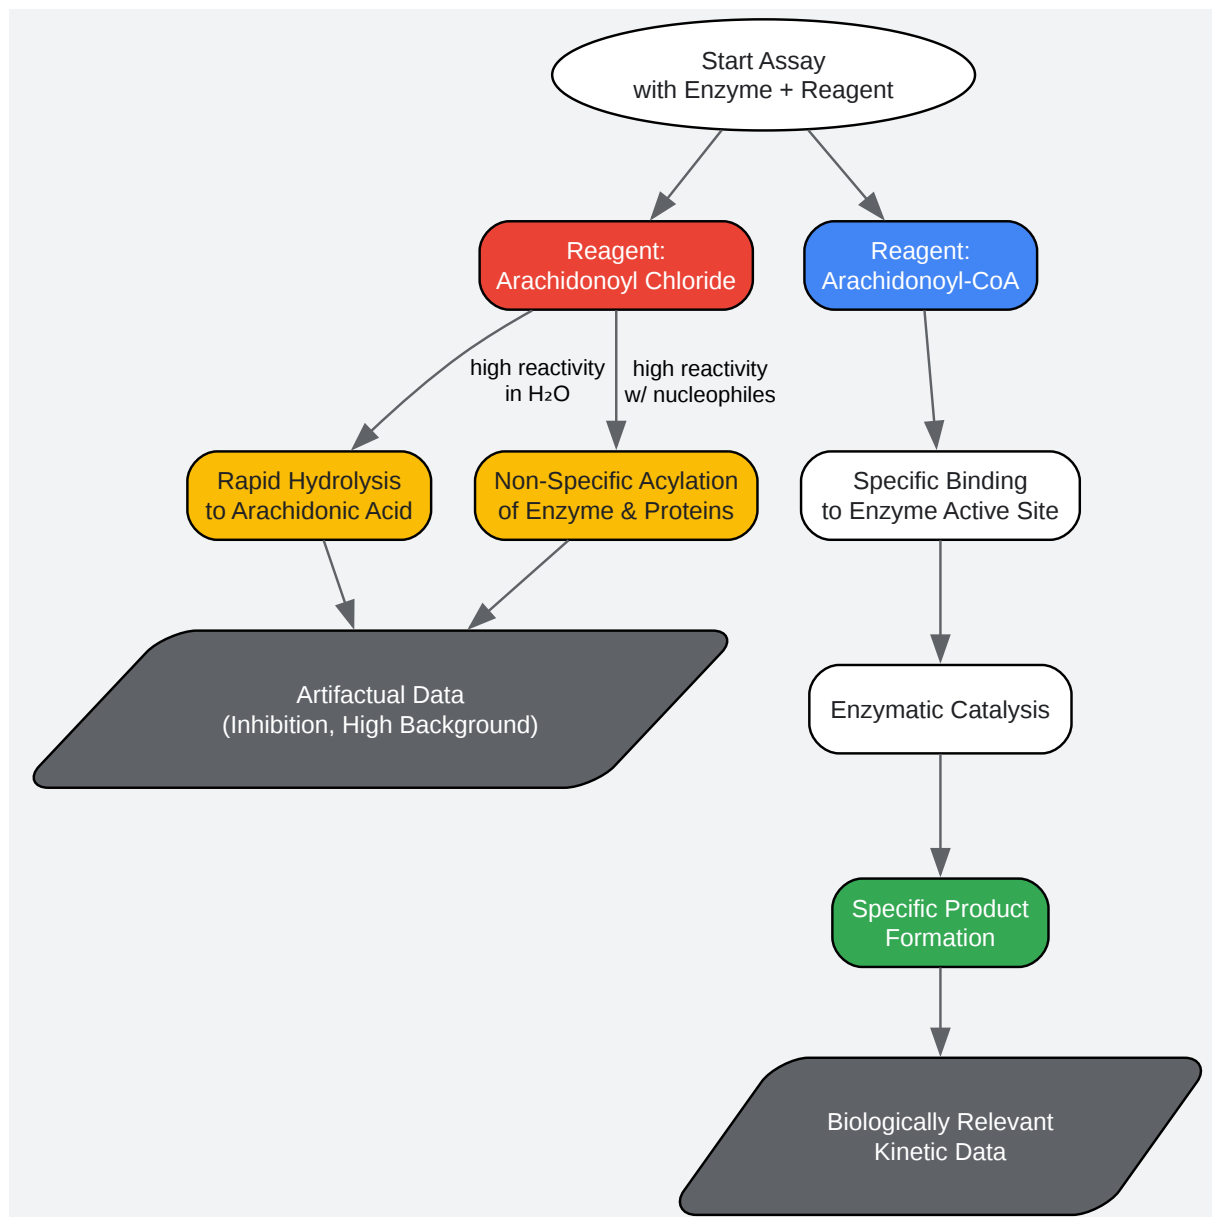 Start Assay
with Enzyme + Reagent
Reagent:
Arachidonoyl Chloride
Reagent:
Arachidonoyl-CoA
high reactivity
in H₂O
high reactivity
w/ nucleophiles
Rapid Hydrolysis
to Arachidonic Acid
Non-Specific Acylation
of Enzyme & Proteins
Specific Binding
to Enzyme Active Site
Artifactual Data
(Inhibition, High Background)
Enzymatic Catalysis
Specific Product
Formation
Biologically Relevant
Kinetic Data